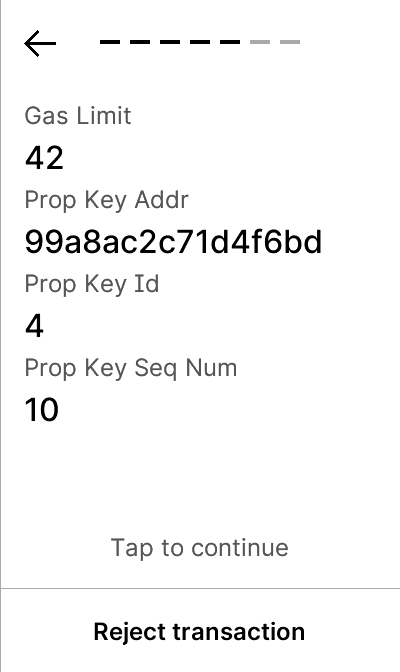 Gas Limit
42
Prop Key Addr
99a8ac2c71d4f6bd
Prop Key Id
4
Prop Key Seq Num
10
Tap to continue
Reject transaction